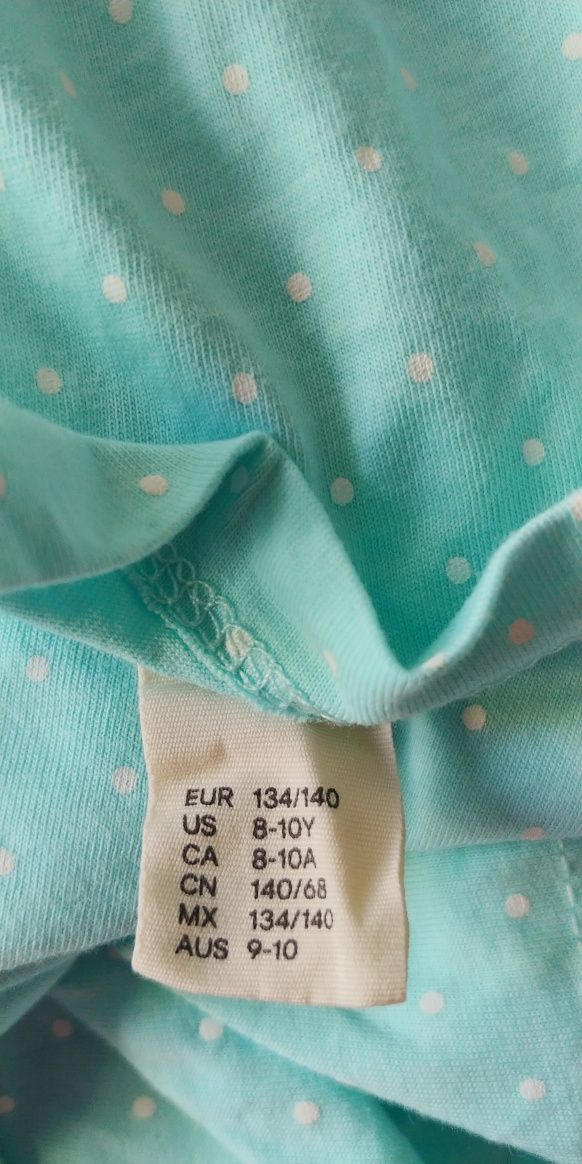 EUR 134/140
US 8-10Y
CA 8-10A
CN 140/68
MX 134/140
AUS 9-10